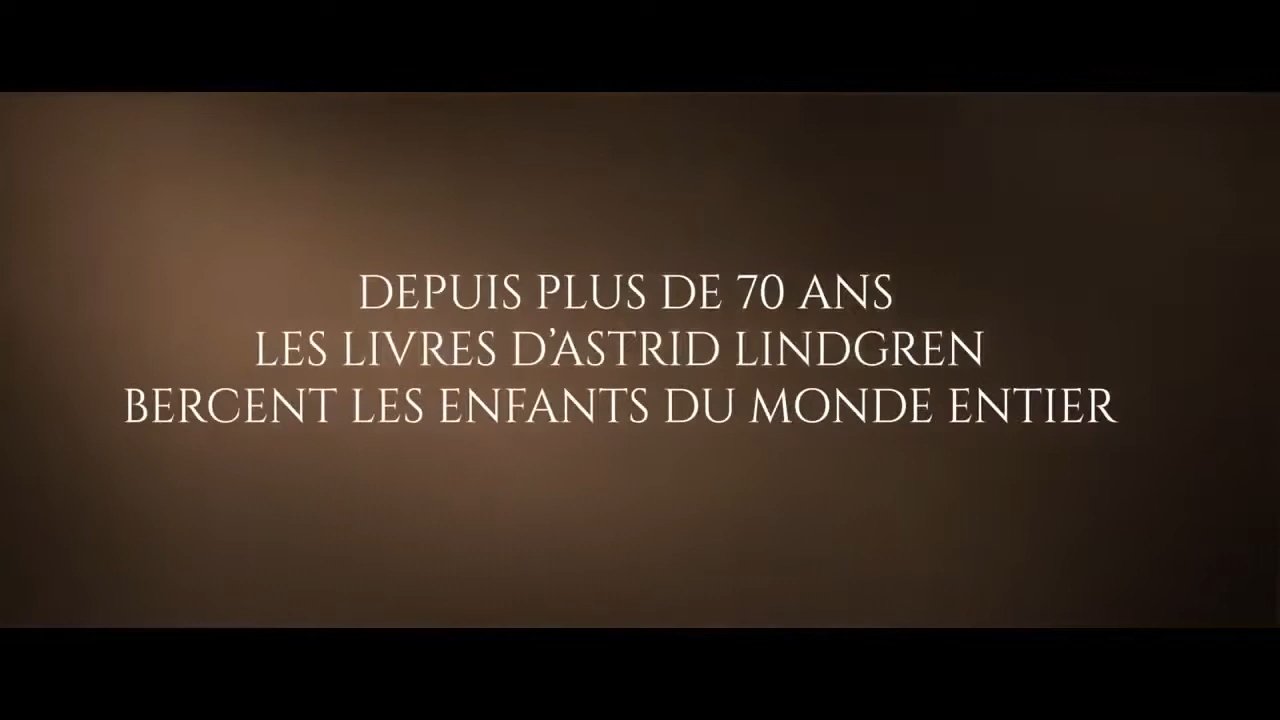 DEPUIS PLUS DE 70 ANS
LES LIVRES D’ASTRID LINDGREN
BERCENT LES ENFANTS DU MONDE ENTIER